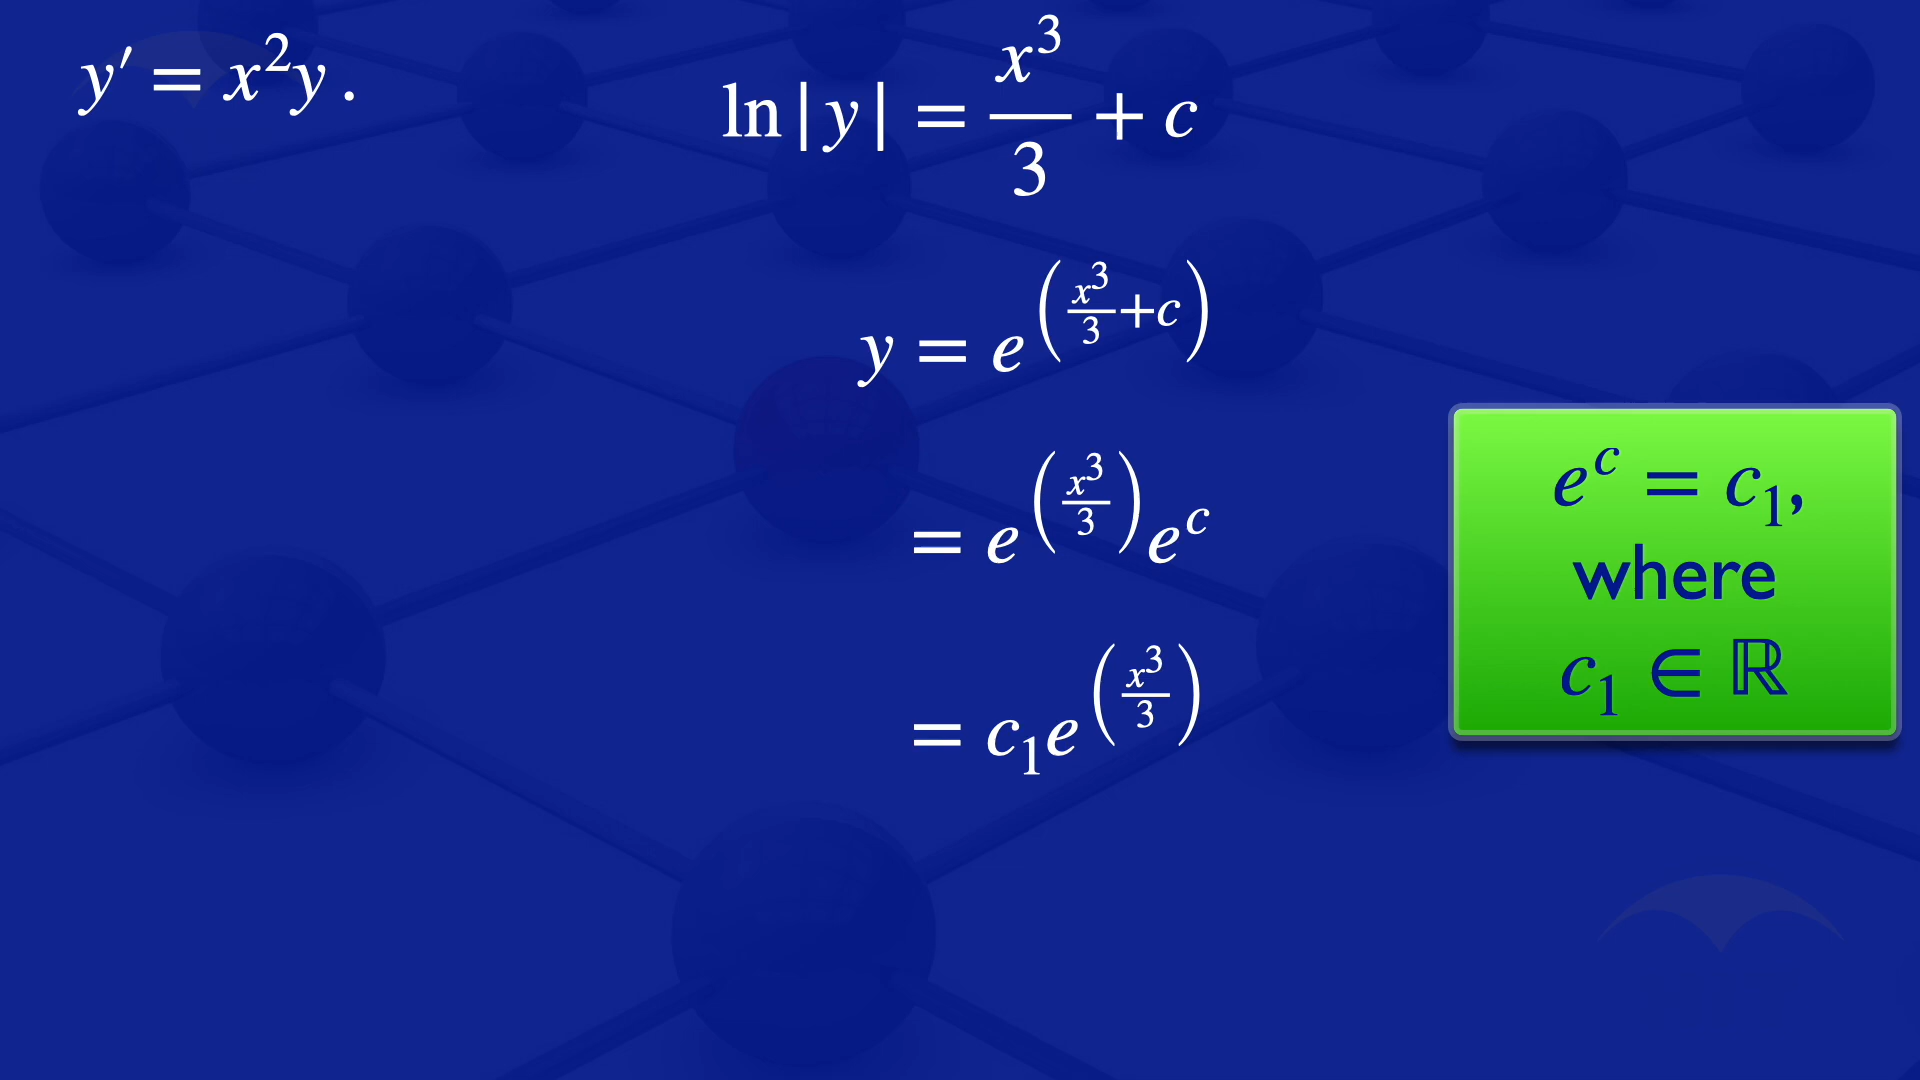 y′ = x²y.
ln|y| = x³/3 + c
y = e^(x³/3 + c)
= e^(x³/3) e^c
= c₁e^(x³/3)
e^c = c₁,
where
c₁ ∈ ℝ